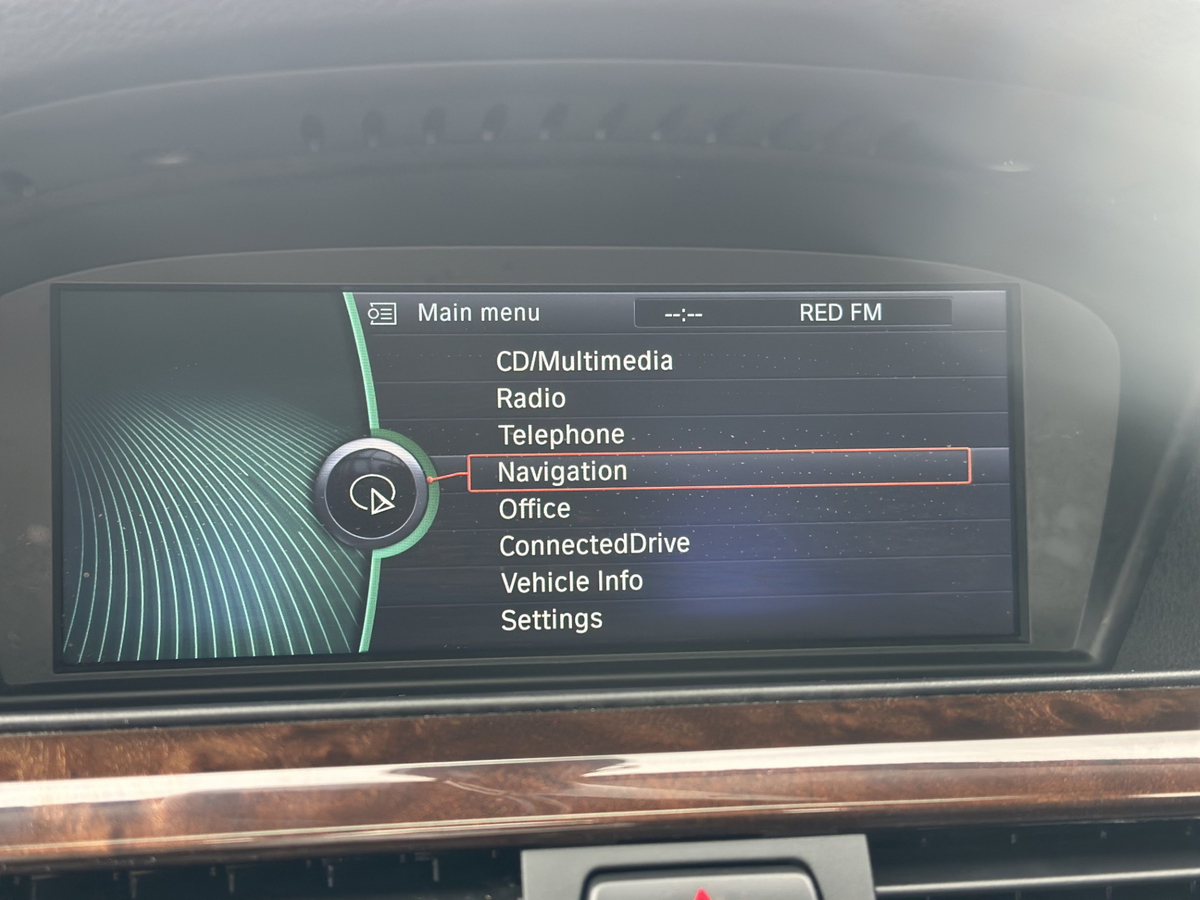 Main menu --:-- RED FM
CD/Multimedia
Radio
Telephone
Navigation
Office
ConnectedDrive
Vehicle Info
Settings